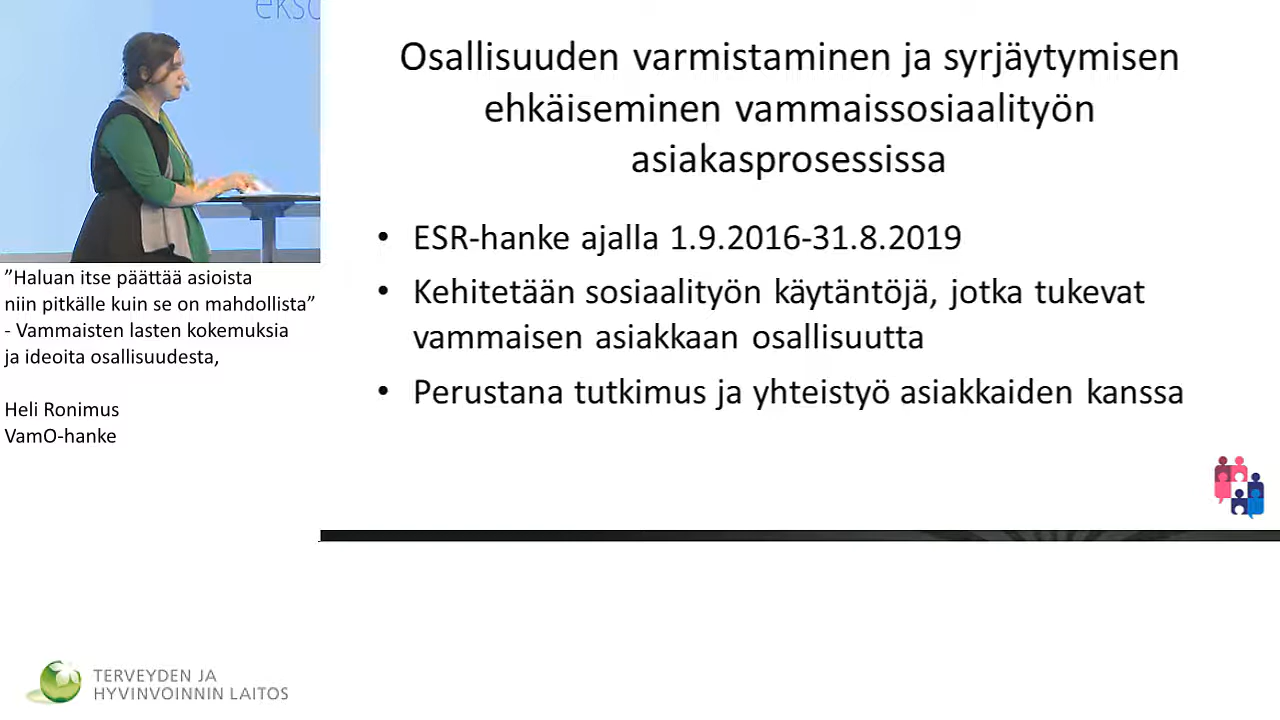 Osallisuuden varmistaminen ja syrjäytymisen
ehkäiseminen vammaissosiaalityön
asiakasprosessissa
• ESR-hanke ajalla 1.9.2016-31.8.2019
• Kehitetään sosiaalityön käytäntöjä, jotka tukevat
vammaisen asiakkaan osallisuutta
• Perustana tutkimus ja yhteistyö asiakkaiden kanssa
”Haluan itse päättää asioista
niin pitkälle kuin se on mahdollista”
- Vammaisten lasten kokemuksia
ja ideoita osallisuudesta,
Heli Ronimus
VamO-hanke
TERVEYDEN JA
HYVINVOINNIN LAITOS